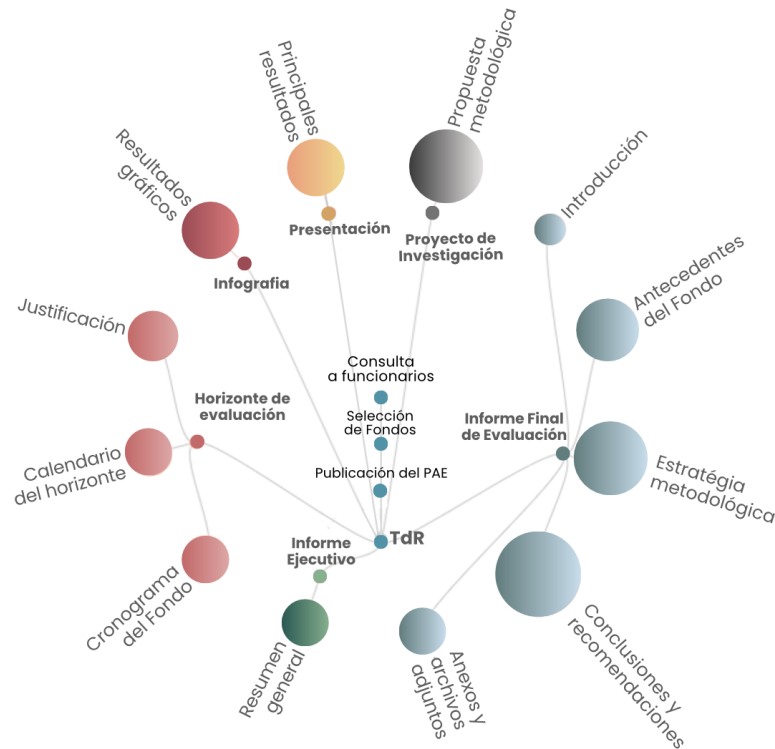 Principales
resultados
Propuesta
metodológica
Resultados
gráficos
Introducción
Presentación
Proyecto de
Investigación
Infografia
Antecedentes
del Fondo
Justificación
Consulta
a funcionarios
Horizonte de
evaluación
Selección
de Fondos
Informe Final
de Evaluación
Calendario
del horizonte
Publicación del PAE
Estratégia
metodológica
TdR
Informe
Ejecutivo
Cronograma
del Fondo
Resumen
general
Anexos y
archivos
adjuntos
Conclusiones y
recomendaciones